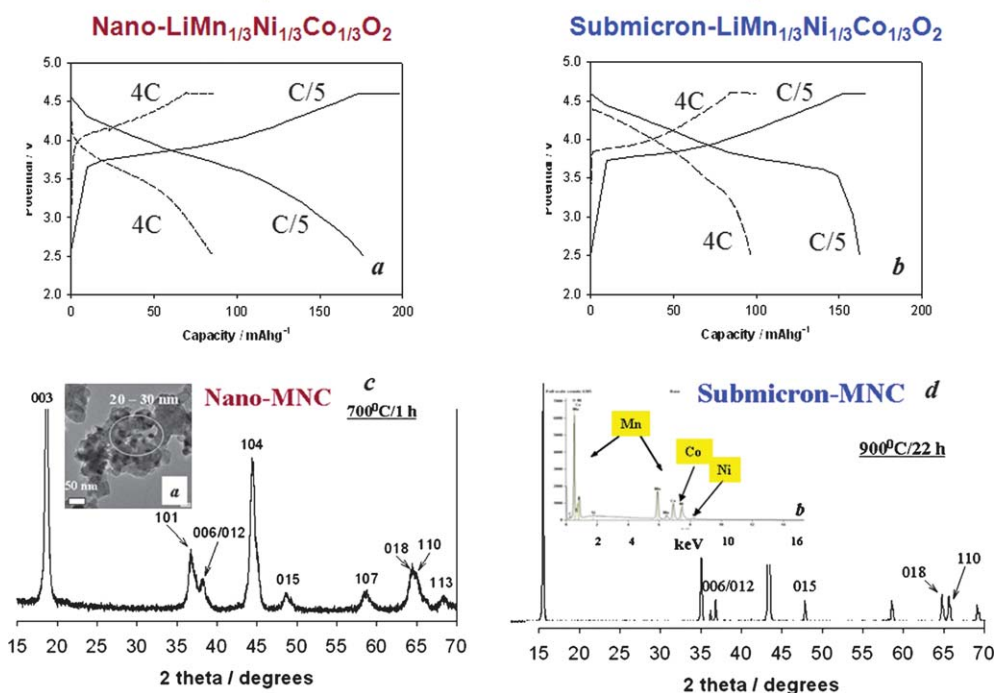 Nano-LiMn1/3Ni1/3Co1/3O2
Submicron-LiMn1/3Ni1/3Co1/3O2
5.0
4.5
4.0
3.5
3.0
2.5
2.0
Potential / V
4C
C/5
4C
C/5
a
0
50
100
150
200
Capacity / mAhg-1
5.0
4.5
4.0
3.5
3.0
2.5
2.0
Potential / V
4C
C/5
4C
C/5
b
0
50
100
150
200
Capacity / mAhg-1
Nano-MNC
c
700⁰C/1 h
20 – 30 nm
50 nm
a
003
101
006/012
104
015
107
018
110
113
15 20 25 30 35 40 45 50 55 60 65 70
2 theta / degrees
Submicron-MNC
d
900⁰C/22 h
Mn
Co
Ni
b
2 4 keV 10 16
006/012
015
018
110
15 20 25 30 35 40 45 50 55 60 65 70
2 theta / degrees